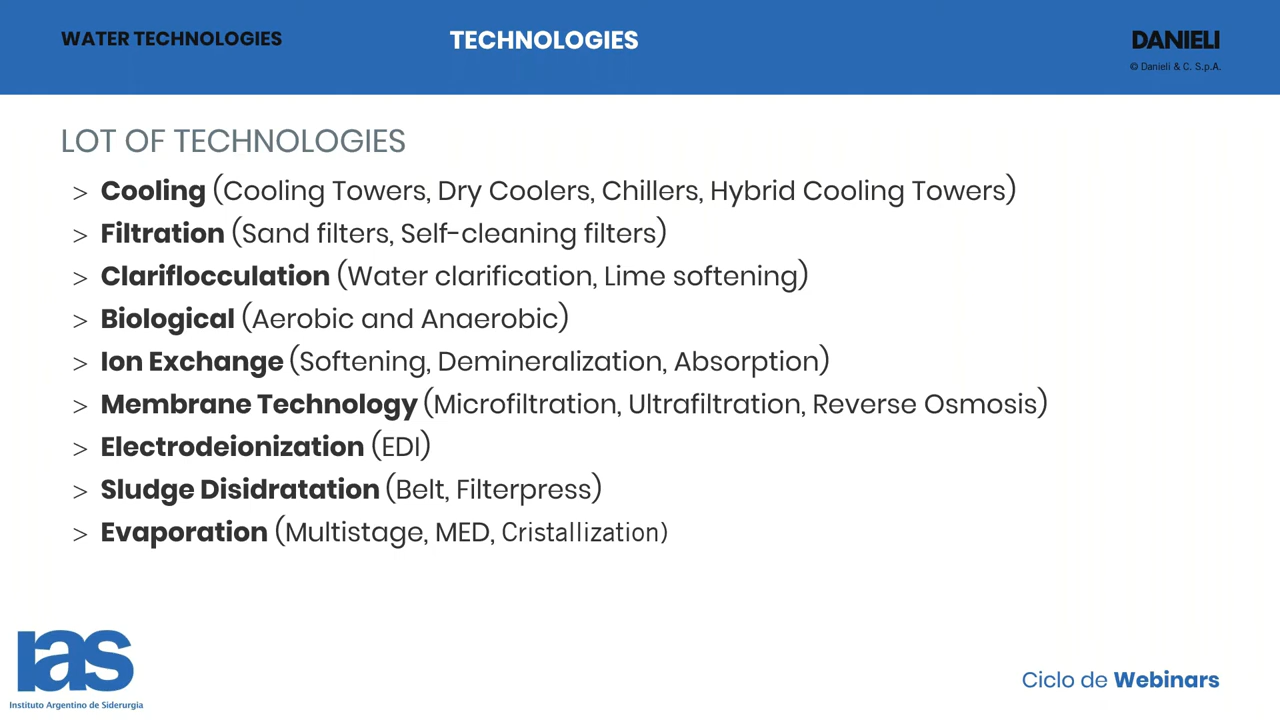 WATER TECHNOLOGIES
TECHNOLOGIES
DANIELI
© Danieli & C. S.p.A.
LOT OF TECHNOLOGIES
> Cooling (Cooling Towers, Dry Coolers, Chillers, Hybrid Cooling Towers)
> Filtration (Sand filters, Self-cleaning filters)
> Clariflocculation (Water clarification, Lime softening)
> Biological (Aerobic and Anaerobic)
> Ion Exchange (Softening, Demineralization, Absorption)
> Membrane Technology (Microfiltration, Ultrafiltration, Reverse Osmosis)
> Electrodeionization (EDI)
> Sludge Disidratation (Belt, Filterpress)
> Evaporation (Multistage, MED, Cristallization)
ias
Instituto Argentino de Siderurgia
Ciclo de Webinars